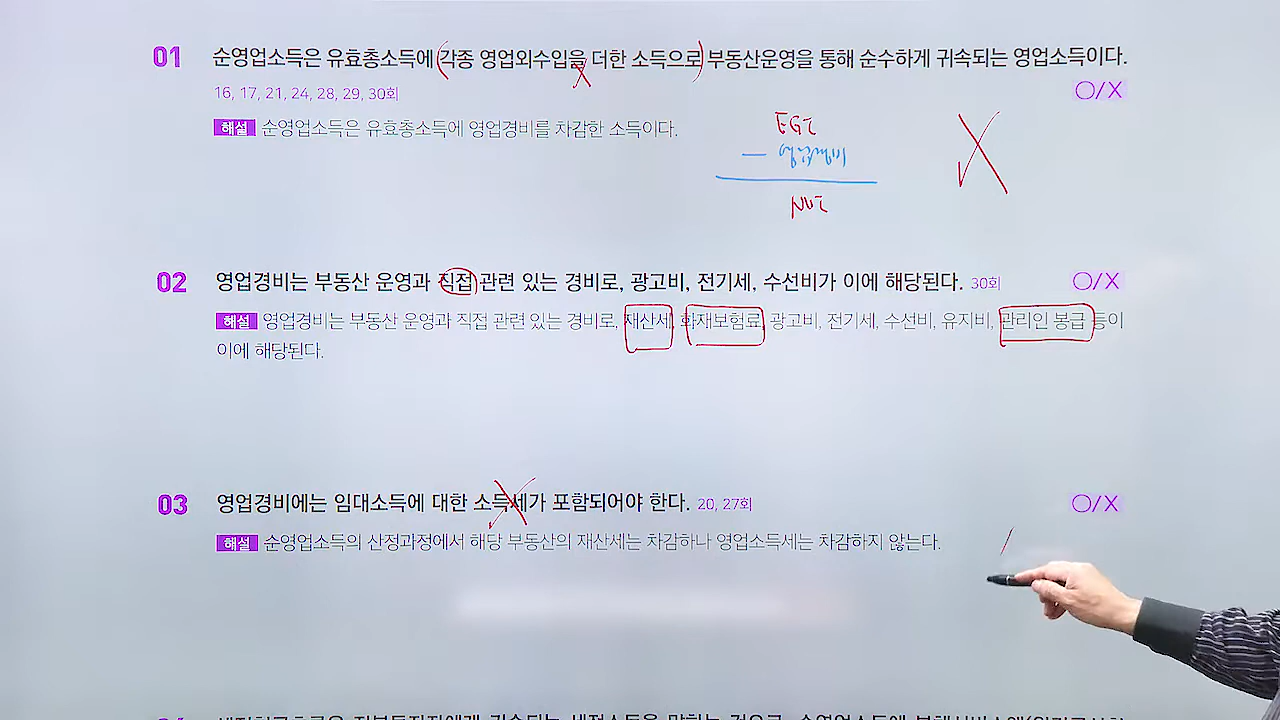 01 순영업소득은 유효총소득에 (각종 영업외수입을 더한 소득으로) 부동산운영을 통해 순수하게 귀속되는 영업소득이다.
16, 17, 21, 24, 28, 29, 30회 O/X
해설 순영업소득은 유효총소득에 영업경비를 차감한 소득이다.
EGI
- 영업경비
NOI
02 영업경비는 부동산 운영과 직접 관련 있는 경비로, 광고비, 전기세, 수선비가 이에 해당된다. 30회 O/X
해설 영업경비는 부동산 운영과 직접 관련 있는 경비로, 재산세, 화재보험료, 광고비, 전기세, 수선비, 유지비, 관리인 봉급 등이
이에 해당된다.
03 영업경비에는 임대소득에 대한 소득세가 포함되어야 한다. 20, 27회 O/X
해설 순영업소득의 산정과정에서 해당 부동산의 재산세는 차감하나 영업소득세는 차감하지 않는다.